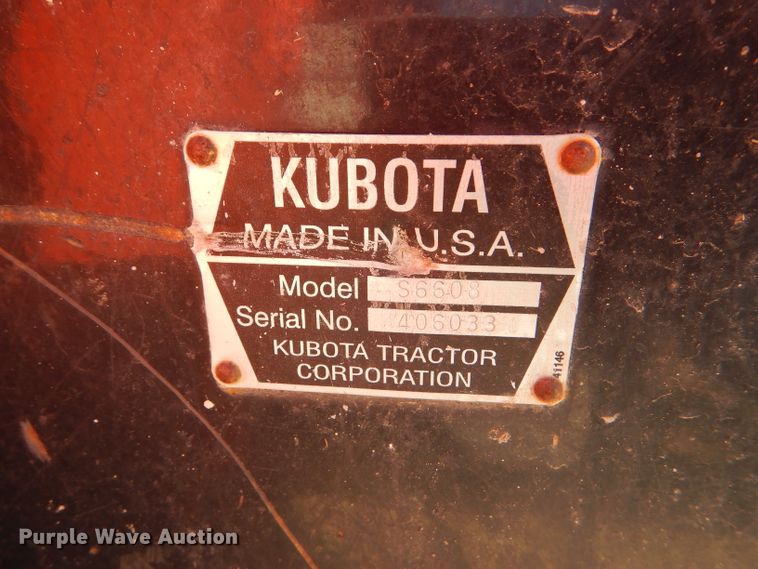 KUBOTA
MADE IN U.S.A.
Model S6608
Serial No. 406033
KUBOTA TRACTOR
CORPORATION
41146
Purple Wave Auction